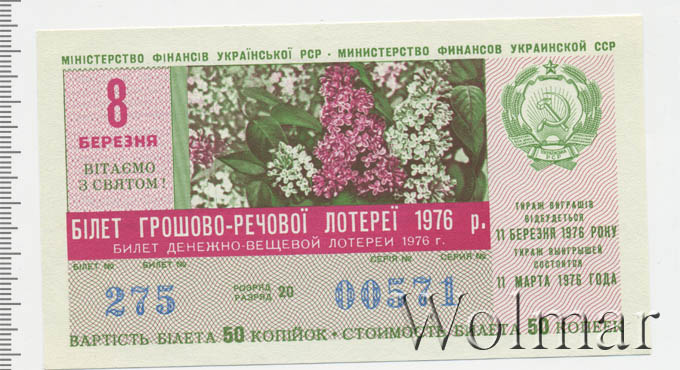 МІНІСТЕРСТВО ФІНАНСІВ УКРАЇНСЬКОЇ РСР - МИНИСТЕРСТВО ФИНАНСОВ УКРАИНСКОЙ ССР
8
БЕРЕЗНЯ
ВІТАЄМО
З СВЯТОМ!
УРСР
БІЛЕТ ГРОШОВО-РЕЧОВОЇ ЛОТЕРЕЇ 1976 р.
БИЛЕТ ДЕНЕЖНО-ВЕЩЕВОЙ ЛОТЕРЕИ 1976 г.
ТИРАЖ ВИГРАШІВ
ВІДБУДЕТЬСЯ
11 БЕРЕЗНЯ 1976 РОКУ
ТИРАЖ ВЫИГРЫШЕЙ
СОСТОИТСЯ
11 МАРТА 1976 ГОДА
БІЛЕТ № БИЛЕТ № СЕРІЯ № СЕРИЯ №
275 РОЗРЯД РАЗРЯД 20 00571
ВАРТІСТЬ БІЛЕТА 50 КОПІЙОК • СТОИМОСТЬ БИЛЕТА 50 КОПЕЕК
Wolmar